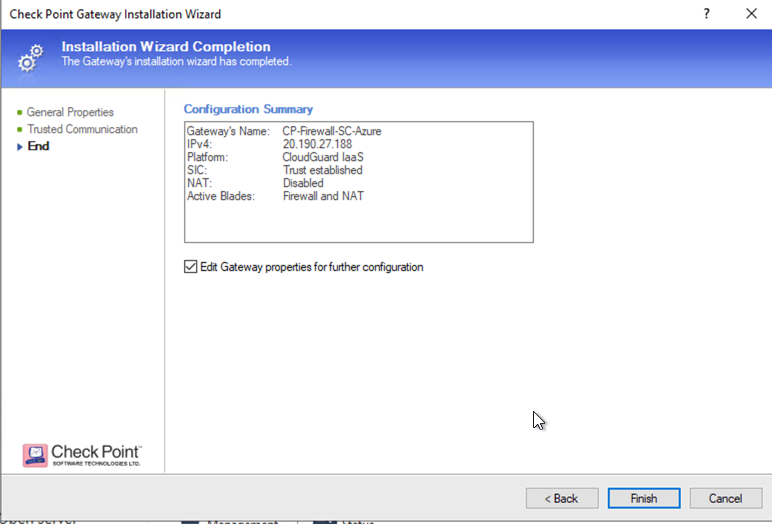 Check Point Gateway Installation Wizard
?
Installation Wizard Completion
The Gateway's installation wizard has completed.
General Properties
Trusted Communication
End
Configuration Summary
Gateway's Name: CP-Firewall-SC-Azure
IPv4: 20.190.27.188
Platform: CloudGuard IaaS
SIC: Trust established
NAT: Disabled
Active Blades: Firewall and NAT
Edit Gateway properties for further configuration
Check Point™
SOFTWARE TECHNOLOGIES LTD.
< Back Finish Cancel